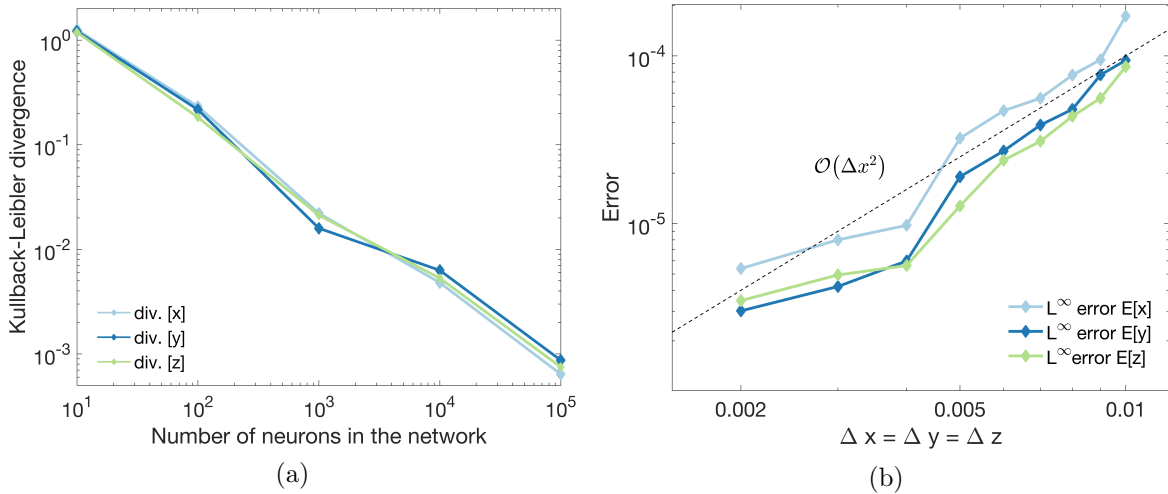 Kullback-Leibler divergence
10^0
10^-1
10^-2
10^-3
div. [x]
div. [y]
div. [z]
10^1 10^2 10^3 10^4 10^5
Number of neurons in the network
(a)
Error
10^-4
10^-5
𝒪(Δx^2)
L^∞ error E[x]
L^∞ error E[y]
L^∞error E[z]
0.002 0.005 0.01
Δ x = Δ y = Δ z
(b)